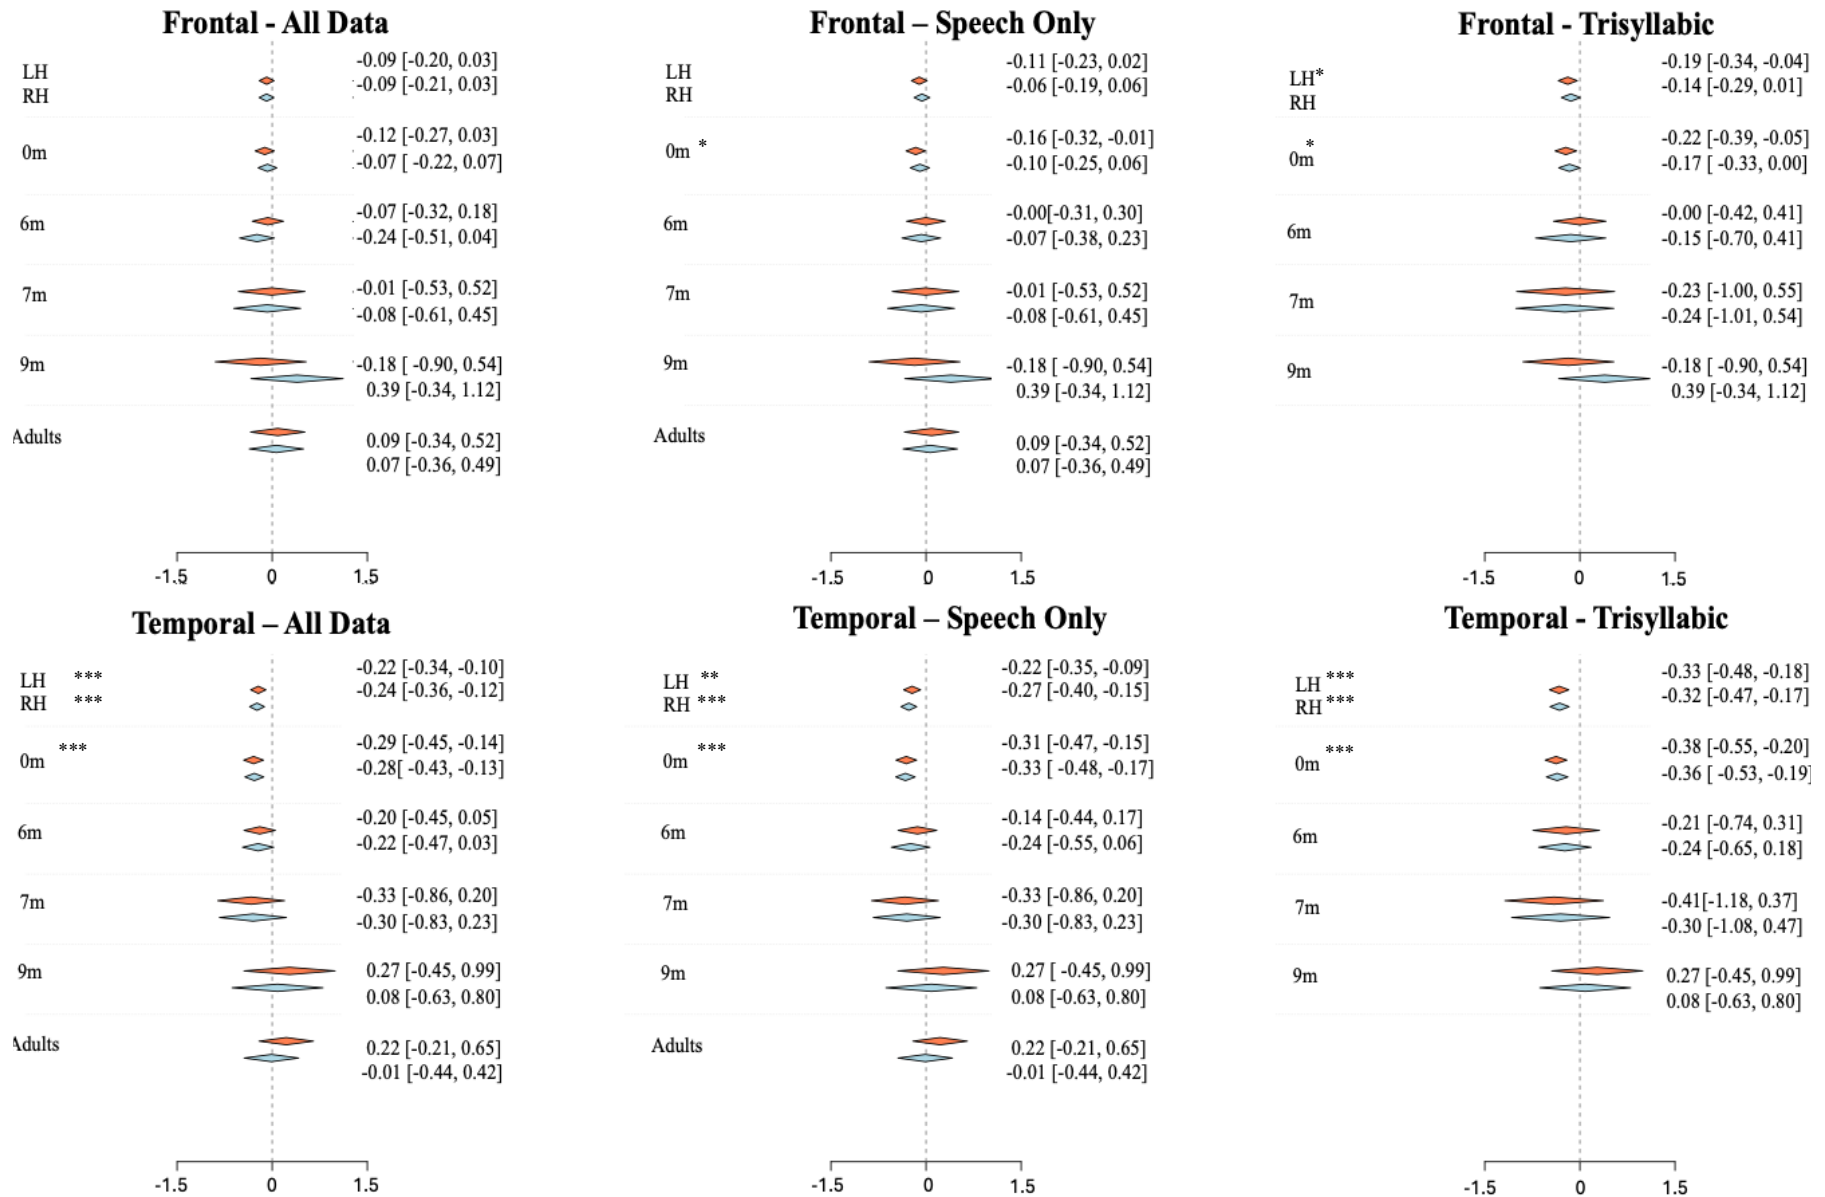 Frontal - All Data
LH
RH
-0.09 [-0.20, 0.03]
-0.09 [-0.21, 0.03]
0m
-0.12 [-0.27, 0.03]
-0.07 [ -0.22, 0.07]
6m
-0.07 [-0.32, 0.18]
-0.24 [-0.51, 0.04]
7m
-0.01 [-0.53, 0.52]
-0.08 [-0.61, 0.45]
9m
-0.18 [ -0.90, 0.54]
0.39 [-0.34, 1.12]
Adults
0.09 [-0.34, 0.52]
0.07 [-0.36, 0.49]
-1.5 0 1.5
Frontal – Speech Only
LH
RH
-0.11 [-0.23, 0.02]
-0.06 [-0.19, 0.06]
0m *
-0.16 [-0.32, -0.01]
-0.10 [-0.25, 0.06]
6m
-0.00[-0.31, 0.30]
-0.07 [-0.38, 0.23]
7m
-0.01 [-0.53, 0.52]
-0.08 [-0.61, 0.45]
9m
-0.18 [ -0.90, 0.54]
0.39 [-0.34, 1.12]
Adults
0.09 [-0.34, 0.52]
0.07 [-0.36, 0.49]
-1.5 0 1.5
Frontal - Trisyllabic
LH*
RH
-0.19 [-0.34, -0.04]
-0.14 [-0.29, 0.01]
*
0m
-0.22 [-0.39, -0.05]
-0.17 [ -0.33, 0.00]
6m
-0.00 [-0.42, 0.41]
-0.15 [-0.70, 0.41]
7m
-0.23 [-1.00, 0.55]
-0.24 [-1.01, 0.54]
9m
-0.18 [ -0.90, 0.54]
0.39 [-0.34, 1.12]
-1.5 0 1.5
Temporal – All Data
LH ***
RH ***
-0.22 [-0.34, -0.10]
-0.24 [-0.36, -0.12]
0m ***
-0.29 [-0.45, -0.14]
-0.28[ -0.43, -0.13]
6m
-0.20 [-0.45, 0.05]
-0.22 [-0.47, 0.03]
7m
-0.33 [-0.86, 0.20]
-0.30 [-0.83, 0.23]
9m
0.27 [-0.45, 0.99]
0.08 [-0.63, 0.80]
Adults
0.22 [-0.21, 0.65]
-0.01 [-0.44, 0.42]
-1.5 0 1.5
Temporal – Speech Only
LH **
RH ***
-0.22 [-0.35, -0.09]
-0.27 [-0.40, -0.15]
0m ***
-0.31 [-0.47, -0.15]
-0.33 [ -0.48, -0.17]
6m
-0.14 [-0.44, 0.17]
-0.24 [-0.55, 0.06]
7m
-0.33 [-0.86, 0.20]
-0.30 [-0.83, 0.23]
9m
0.27 [ -0.45, 0.99]
0.08 [-0.63, 0.80]
Adults
0.22 [-0.21, 0.65]
-0.01 [-0.44, 0.42]
-1.5 0 1.5
Temporal - Trisyllabic
LH ***
RH ***
-0.33 [-0.48, -0.18]
-0.32 [-0.47, -0.17]
0m ***
-0.38 [-0.55, -0.20]
-0.36 [ -0.53, -0.19]
6m
-0.21 [-0.74, 0.31]
-0.24 [-0.65, 0.18]
7m
-0.41[-1.18, 0.37]
-0.30 [-1.08, 0.47]
9m
0.27 [-0.45, 0.99]
0.08 [-0.63, 0.80]
-1.5 0 1.5